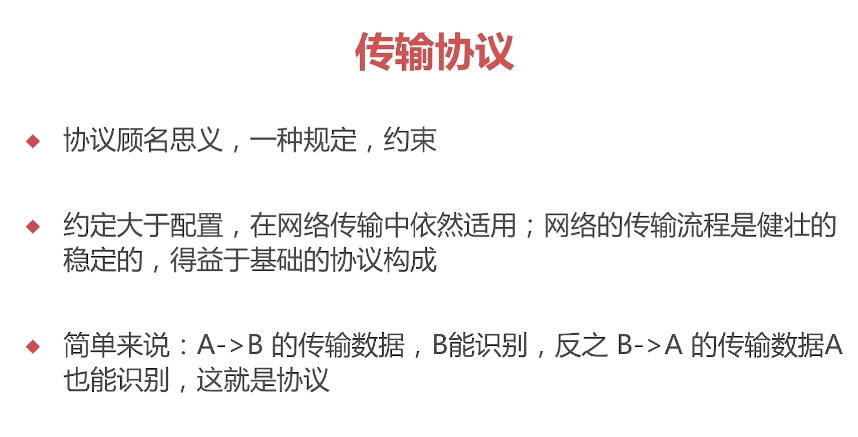 传输协议
协议顾名思义，一种规定，约束
约定大于配置，在网络传输中依然适用；网络的传输流程是健壮的
稳定的，得益于基础的协议构成
简单来说：A->B 的传输数据，B能识别，反之 B->A 的传输数据A
也能识别，这就是协议